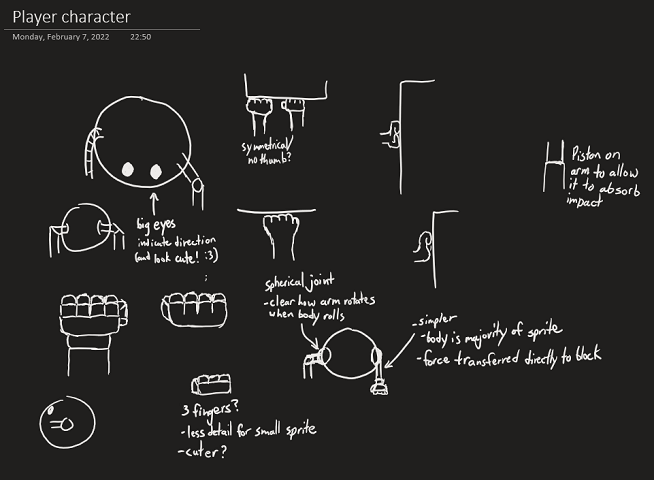 Player character
Monday, February 7, 2022 22:50
symmetrical/
no thumb?
Piston on
arm to allow
it to absorb
impact
big eyes
indicate direction
(and look cute! :3)
spherical joint
-clear how arm rotates
when body rolls
-simpler
-body is majority of sprite
-force transferred directly to block
3 fingers?
-less detail for small sprite
-cuter?